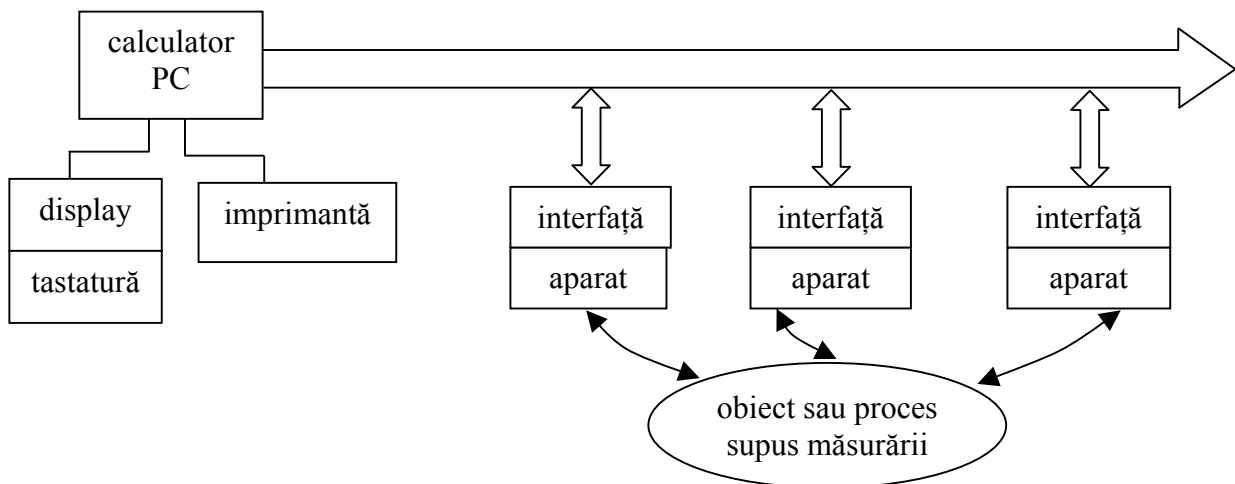 calculator
PC
display
tastatură
imprimantă
interfață
aparat
interfață
aparat
interfață
aparat
obiect sau proces
supus măsurării